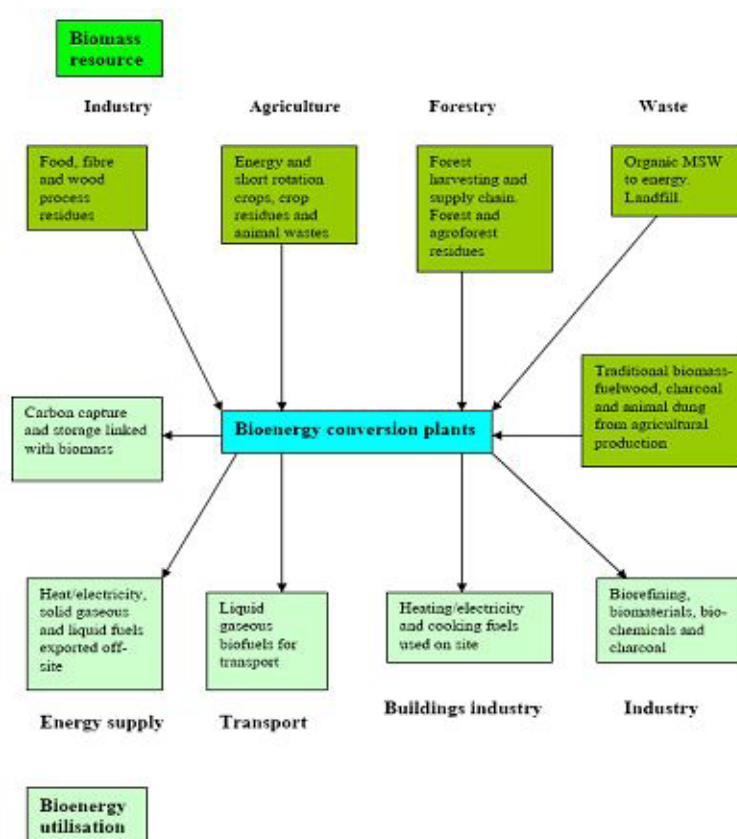 Biomass
resource
Industry
Agriculture
Forestry
Waste
Food, fibre
and wood
process
residues
Energy and
short rotation
crops, crop
residues and
animal wastes
Forest
harvesting and
supply chain.
Forest and
agroforest
residues
Organic MSW
to energy.
Landfill.
Carbon capture
and storage linked
with biomass
Bioenergy conversion plants
Traditional biomass-
fuelwood, charcoal
and animal dung
from agricultural
production
Heat/electricity,
solid gaseous
and liquid fuels
exported off-
site
Liquid
gaseous
biofuels for
transport
Heating/electricity
and cooking fuels
used on site
Biorefining,
biomaterials, bio-
chemicals and
charcoal
Energy supply
Transport
Buildings industry
Industry
Bioenergy
utilisation